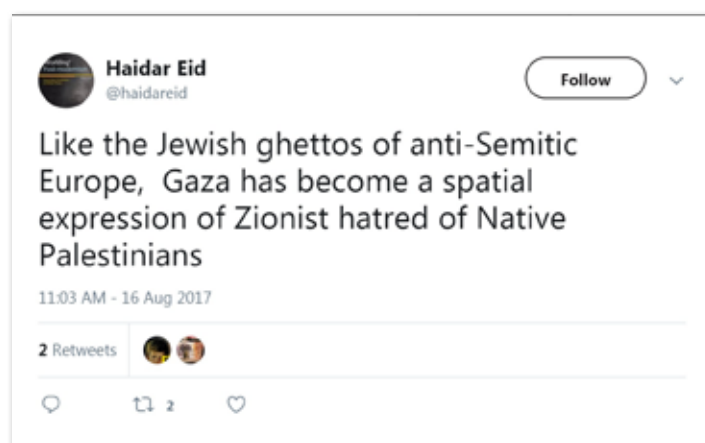 Haidar Eid
@haidareid
Follow
Like the Jewish ghettos of anti-Semitic
Europe,  Gaza has become a spatial
expression of Zionist hatred of Native
Palestinians
11:03 AM - 16 Aug 2017
2 Retweets
2